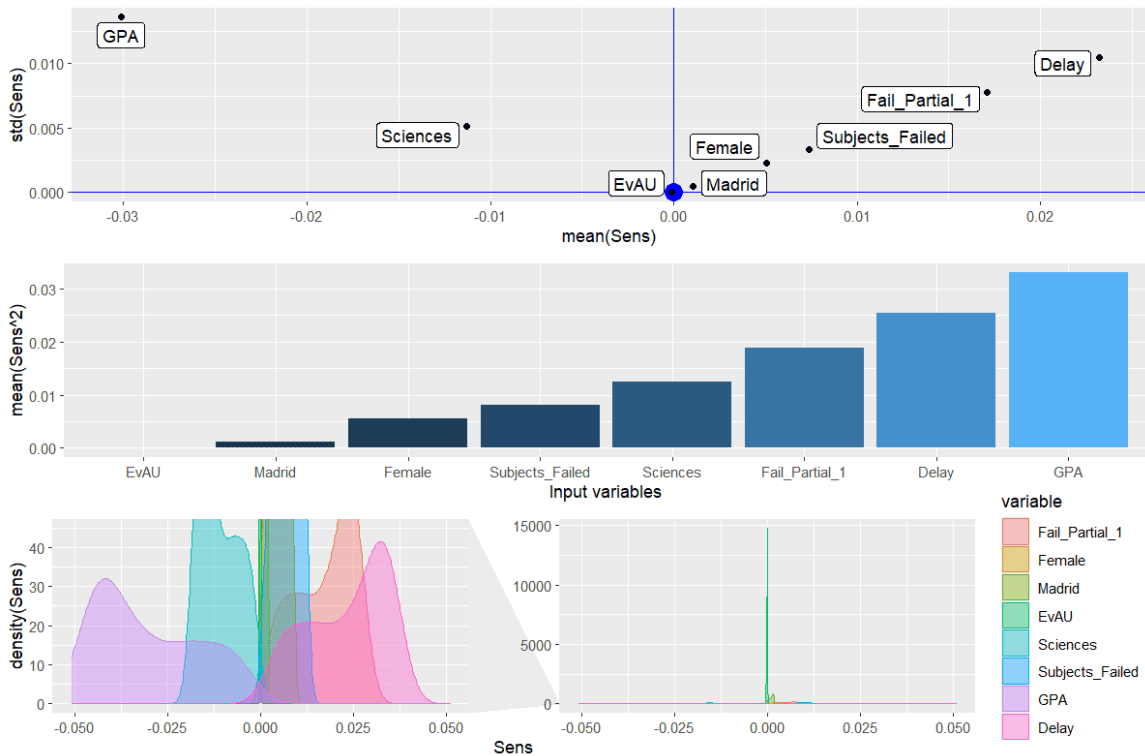 GPA
Delay
Fail_Partial_1
Sciences
Female
Subjects_Failed
EvAU
Madrid
std(Sens)
0.010
0.005
0.000
-0.03
-0.02
-0.01
0.00
0.01
0.02
mean(Sens)
mean(Sens^2)
0.03
0.02
0.01
0.00
EvAU
Madrid
Female
Subjects_Failed
Sciences
Fail_Partial_1
Delay
GPA
Input variables
density(Sens)
40
30
20
10
0
-0.050
-0.025
0.000
0.025
0.050
15000
10000
5000
0
-0.050
-0.025
0.000
0.025
0.050
Sens
variable
Fail_Partial_1
Female
Madrid
EvAU
Sciences
Subjects_Failed
GPA
Delay